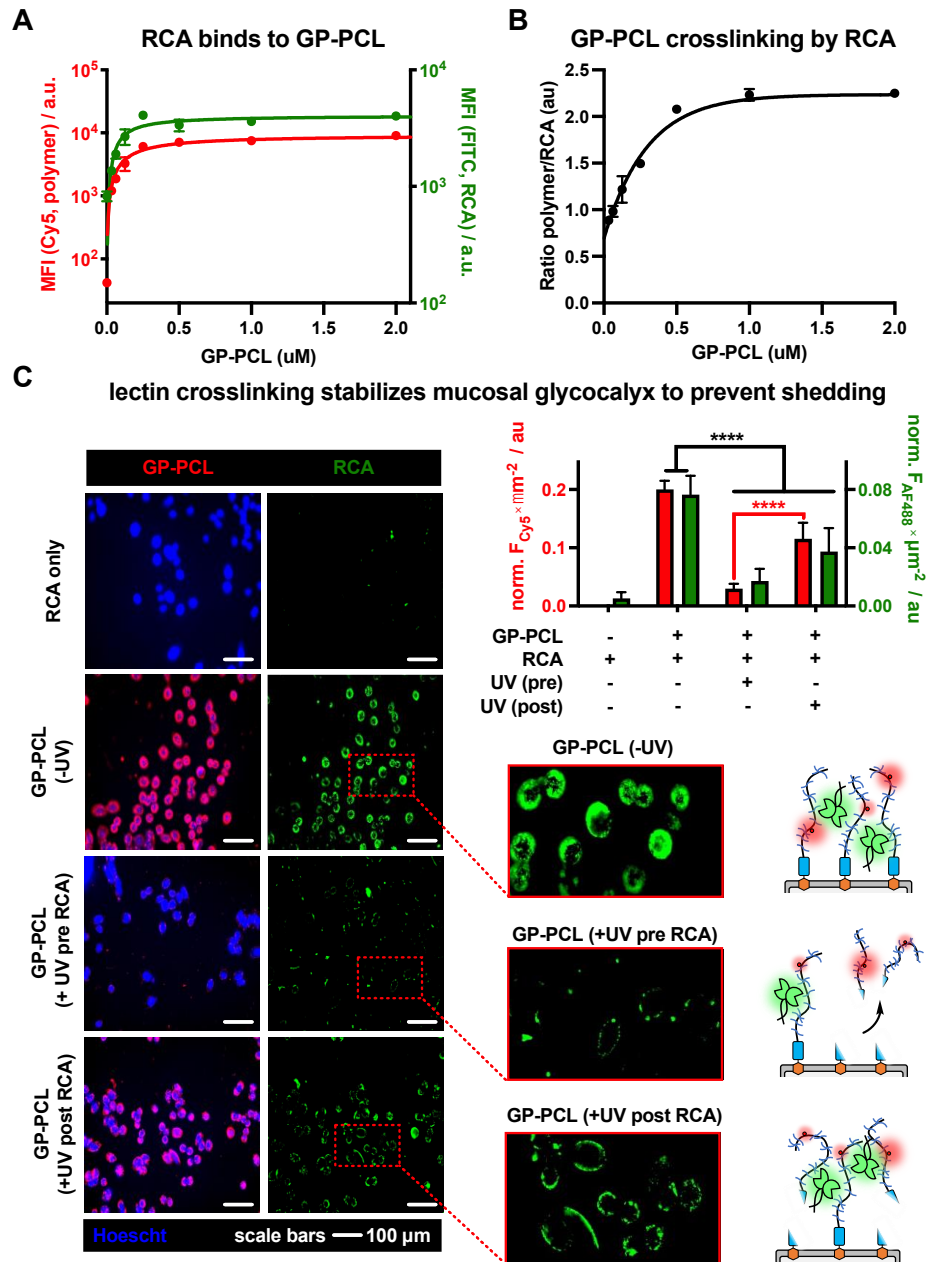 A
RCA binds to GP-PCL
10^5
10^4
10^3
10^2
MFI (Cy5, polymer) / a.u.
10^4
10^3
10^2
MFI (FITC, RCA) / a.u.
0.0 0.5 1.0 1.5 2.0
GP-PCL (uM)
B
GP-PCL crosslinking by RCA
2.5
2.0
1.5
1.0
0.5
0.0
Ratio polymer/RCA (au)
0.0 0.5 1.0 1.5 2.0
GP-PCL (uM)
C
lectin crosslinking stabilizes mucosal glycocalyx to prevent shedding
GP-PCL RCA
RCA only
GP-PCL
(-UV)
GP-PCL
(+ UV pre RCA)
GP-PCL
(+UV post RCA)
Hoescht scale bars 100 µm
norm. F_Cy5 × mm^-2 / au
0.2
0.1
0.0
****
****
0.08
0.04
0.00
norm. F_AF488 × µm^-2 / au
GP-PCL - + + +
RCA + + + +
UV (pre) - - + -
UV (post) - - - +
GP-PCL (-UV)
GP-PCL (+UV pre RCA)
GP-PCL (+UV post RCA)